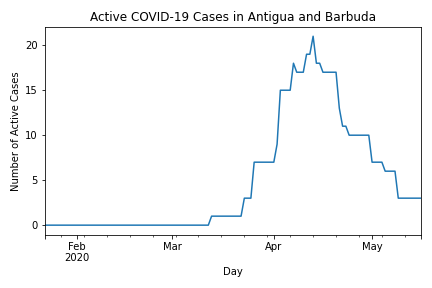 Active COVID-19 Cases in Antigua and Barbuda
20
15
10
5
0
Number of Active Cases
Feb Mar Apr May
2020
Day